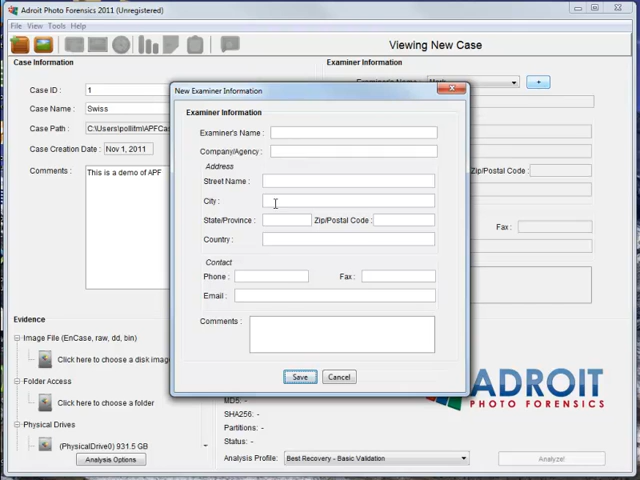 Adroit Photo Forensics 2011 (Unregistered)
File View Tools Help
Viewing New Case
Case Information
Case ID : 1
Case Name : Swiss
Case Path : C:\Users\pollitm\APFCas
Case Creation Date : Nov 1, 2011
Comments : This is a demo of APF
Examiner Information
Examiner's Name : Mark
+
Zip/Postal Code :
Fax :
New Examiner Information
Examiner Information
Examiner's Name :
Company/Agency :
Address
Street Name :
City :
State/Province : Zip/Postal Code :
Country :
Contact
Phone : Fax :
Email :
Comments :
Save Cancel
Evidence
Image File (EnCase, raw, dd, bin)
Click here to choose a disk imag
Folder Access
Click here to choose a folder
Physical Drives
(PhysicalDrive0) 931.5 GB
Analysis Options
MD5: -
SHA256: -
Partitions: -
Status: -
Analysis Profile: Best Recovery - Basic Validation
Analyze!
ADROIT
PHOTO FORENSICS